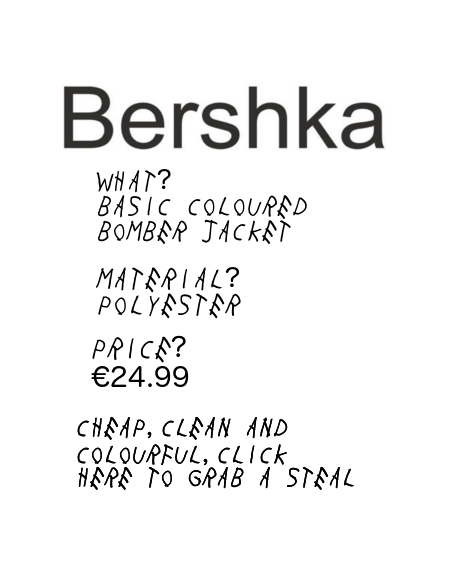 Bershka
WHAT?
BASIC COLOURED
BOMBER JACKET
MATERIAL?
POLYESTER
PRICE?
€24.99
CHEAP, CLEAN AND
COLOURFUL, CLICK
HERE TO GRAB A STEAL